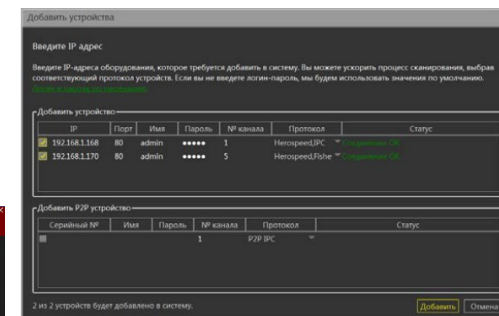 Добавить устройства
Введите IP адрес
Введите IP-адреса оборудования, которое требуется добавить в систему. Вы можете ускорить процесс сканирования, выбрав
соответствующий протокол устройств. Если вы не введете логин-пароль, мы будем использовать значения по умолчанию.
Добавить устройство
IP Порт Имя Пароль № канала Протокол Статус
192.168.1.168 80 admin ●●●●● 1 Herospeed,IPC Соединение ОК
192.168.1.170 80 admin ●●●●● 5 Herospeed,Fishe Соединение ОК
Добавить P2P устройство
Серийный № Имя Пароль № канала Протокол Статус
1 P2P IPC
2 из 2 устройств будет добавлено в систему.
Добавить Отмена